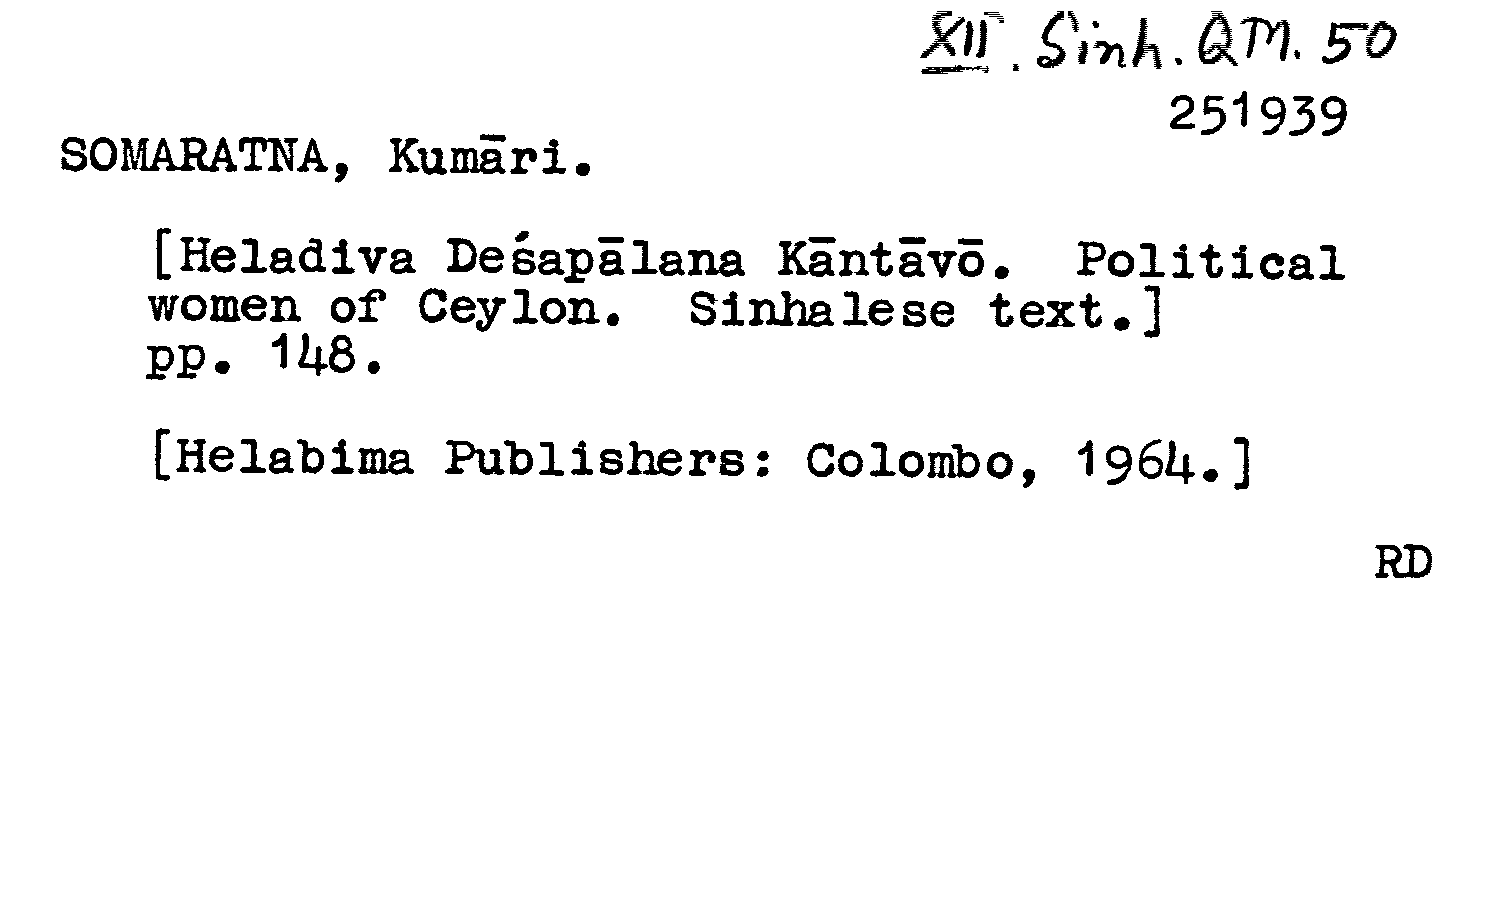 XII. Sinh. QM. 50
251939
SOMARATNA, Kumāri.
[Heladiva Deśapālana Kāntāvō. Political
women of Ceylon. Sinhalese text.]
pp. 148.
[Helabima Publishers: Colombo, 1964.]
RD